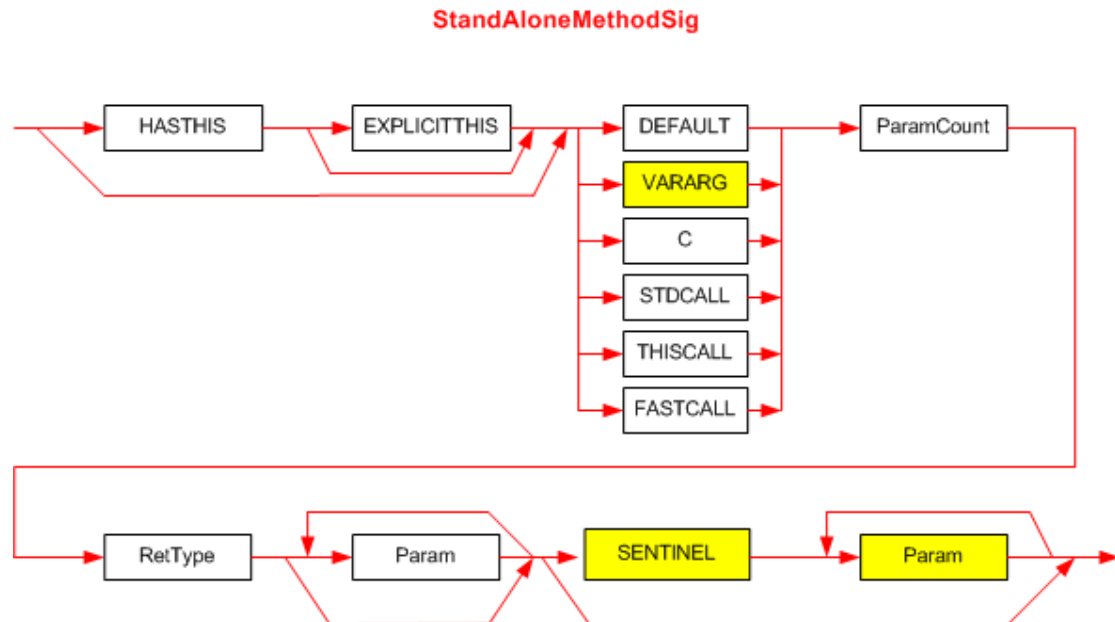 StandAloneMethodSig
HASTHIS
EXPLICITTHIS
DEFAULT
ParamCount
VARARG
C
STDCALL
THISCALL
FASTCALL
RetType
Param
SENTINEL
Param